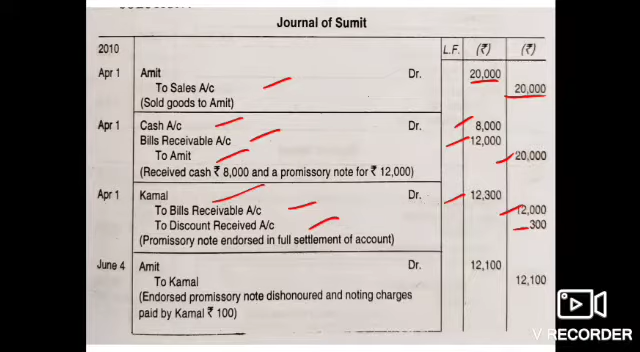 Journal of Sumit
2010 L.F. (₹) (₹)
Apr 1 Amit Dr. 20,000
To Sales A/c 20,000
(Sold goods to Amit)
Apr 1 Cash A/c Dr. 8,000
Bills Receivable A/c 12,000
To Amit 20,000
(Received cash ₹ 8,000 and a promissory note for ₹ 12,000)
Apr 1 Kamal Dr. 12,300
To Bills Receivable A/c 12,000
To Discount Received A/c 300
(Promissory note endorsed in full settlement of account)
June 4 Amit Dr. 12,100
To Kamal 12,100
(Endorsed promissory note dishonoured and noting charges
paid by Kamal ₹ 100)
V RECORDER